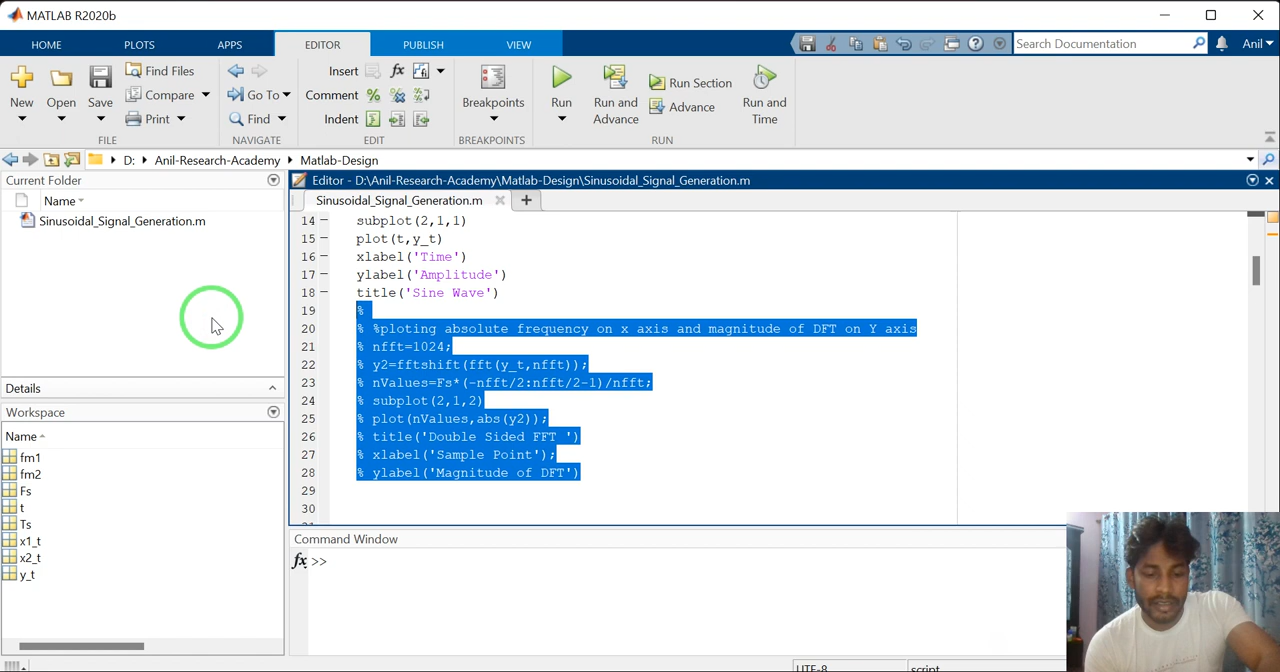 MATLAB R2020b
HOME PLOTS APPS EDITOR PUBLISH VIEW
Search Documentation
Anil
New Open Save
Find Files
Compare
Print
FILE
Go To
Find
NAVIGATE
Insert fx
Comment
Indent
EDIT
Breakpoints
BREAKPOINTS
Run
Run and Advance
Run Section
Advance
Run and Time
RUN
D: Anil-Research-Academy Matlab-Design
Current Folder
Name
Sinusoidal_Signal_Generation.m
Details
Workspace
Name
fm1
fm2
Fs
t
Ts
x1_t
x2_t
y_t
Editor - D:\Anil-Research-Academy\Matlab-Design\Sinusoidal_Signal_Generation.m
Sinusoidal_Signal_Generation.m
14 subplot(2,1,1)
15 plot(t,y_t)
16 xlabel('Time')
17 ylabel('Amplitude')
18 title('Sine Wave')
19 %
20 % %ploting absolute frequency on x axis and magnitude of DFT on Y axis
21 % nfft=1024;
22 % y2=fftshift(fft(y_t,nfft));
23 % nValues=Fs*(-nfft/2:nfft/2-1)/nfft;
24 % subplot(2,1,2)
25 % plot(nValues,abs(y2));
26 % title('Double Sided FFT ')
27 % xlabel('Sample Point');
28 % ylabel('Magnitude of DFT')
29
30
Command Window
fx >>
UTF-8 script